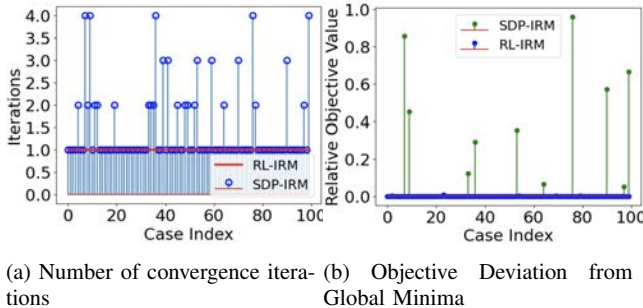 4.0
3.5
3.0
2.5
2.0
1.5
1.0
0.5
0.0
Iterations
RL-IRM
SDP-IRM
0 20 40 60 80 100
Case Index
1.0
0.8
0.6
0.4
0.2
0.0
Relative Objective Value
SDP-IRM
RL-IRM
0 20 40 60 80 100
Case Index
(a) Number of convergence itera-
tions
(b) Objective Deviation from
Global Minima